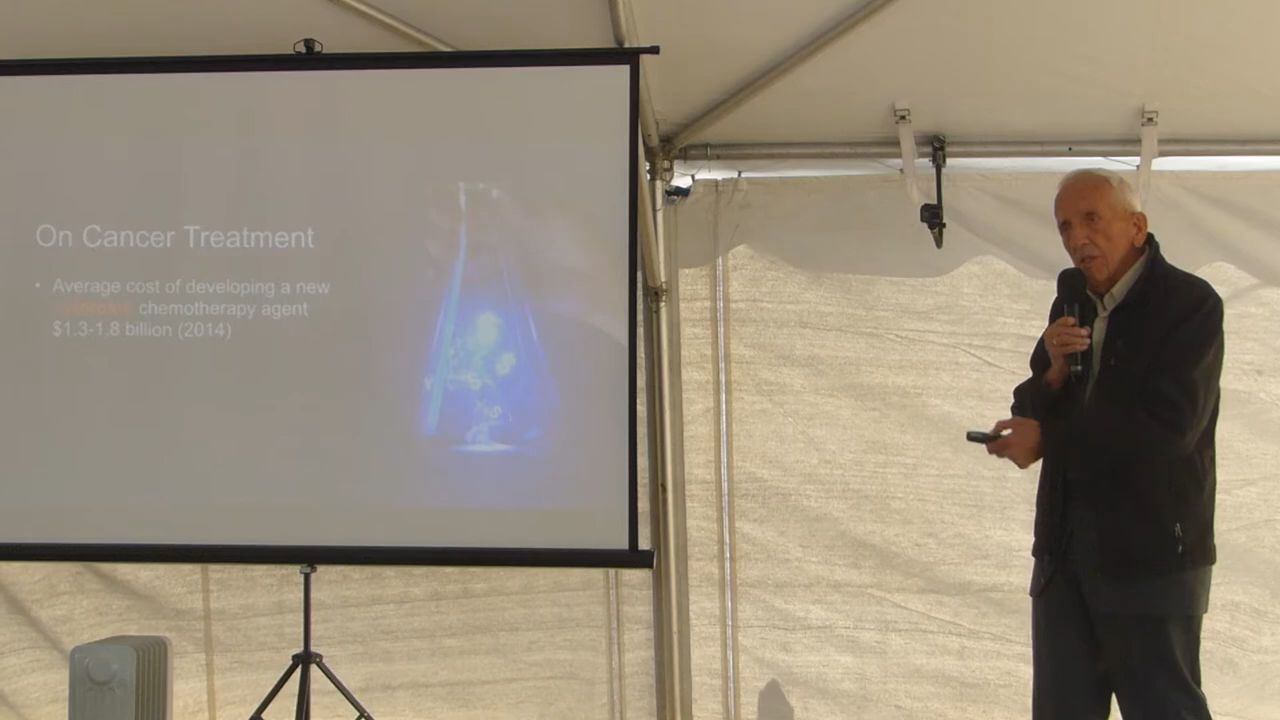 On Cancer Treatment
• Average cost of developing a new
chemotherapy agent
$1.3-1.8 billion (2014)